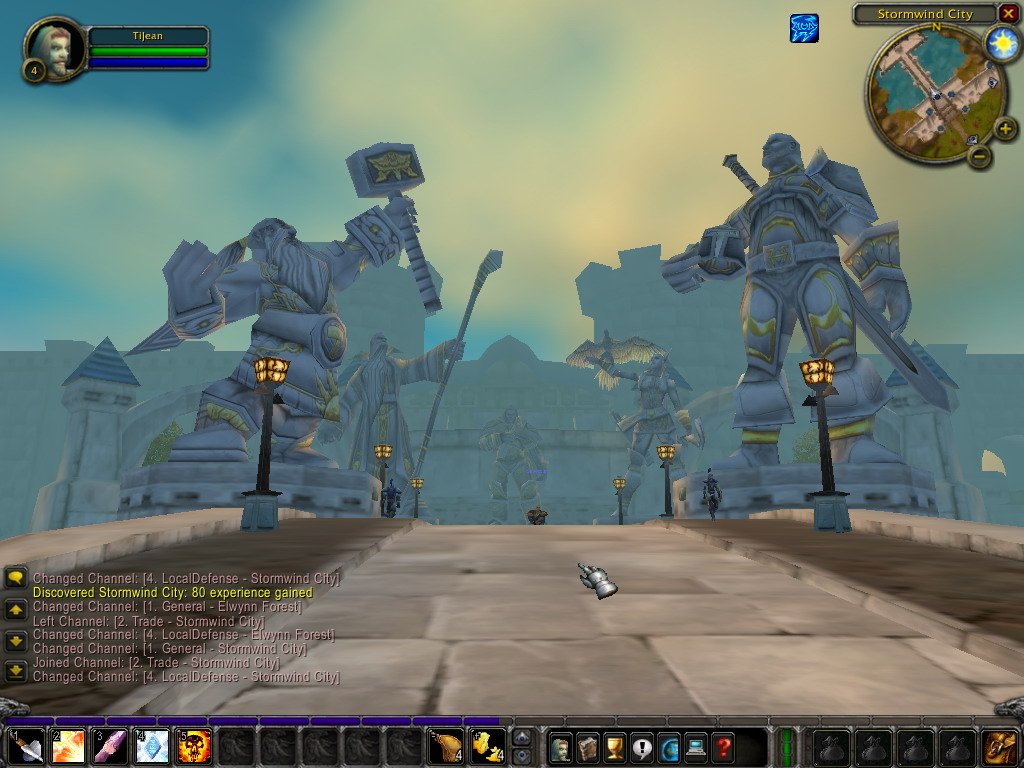 TiJean
4
Stormwind City
N
Changed Channel: [4. LocalDefense - Stormwind City]
Discovered Stormwind City: 80 experience gained
Changed Channel: [1. General - Elwynn Forest]
Left Channel: [2. Trade - Stormwind City]
Changed Channel: [4. LocalDefense - Elwynn Forest]
Changed Channel: [1. General - Stormwind City]
Joined Channel: [2. Trade - Stormwind City]
Changed Channel: [4. LocalDefense - Stormwind City]
1 2 3 4 5 4 4